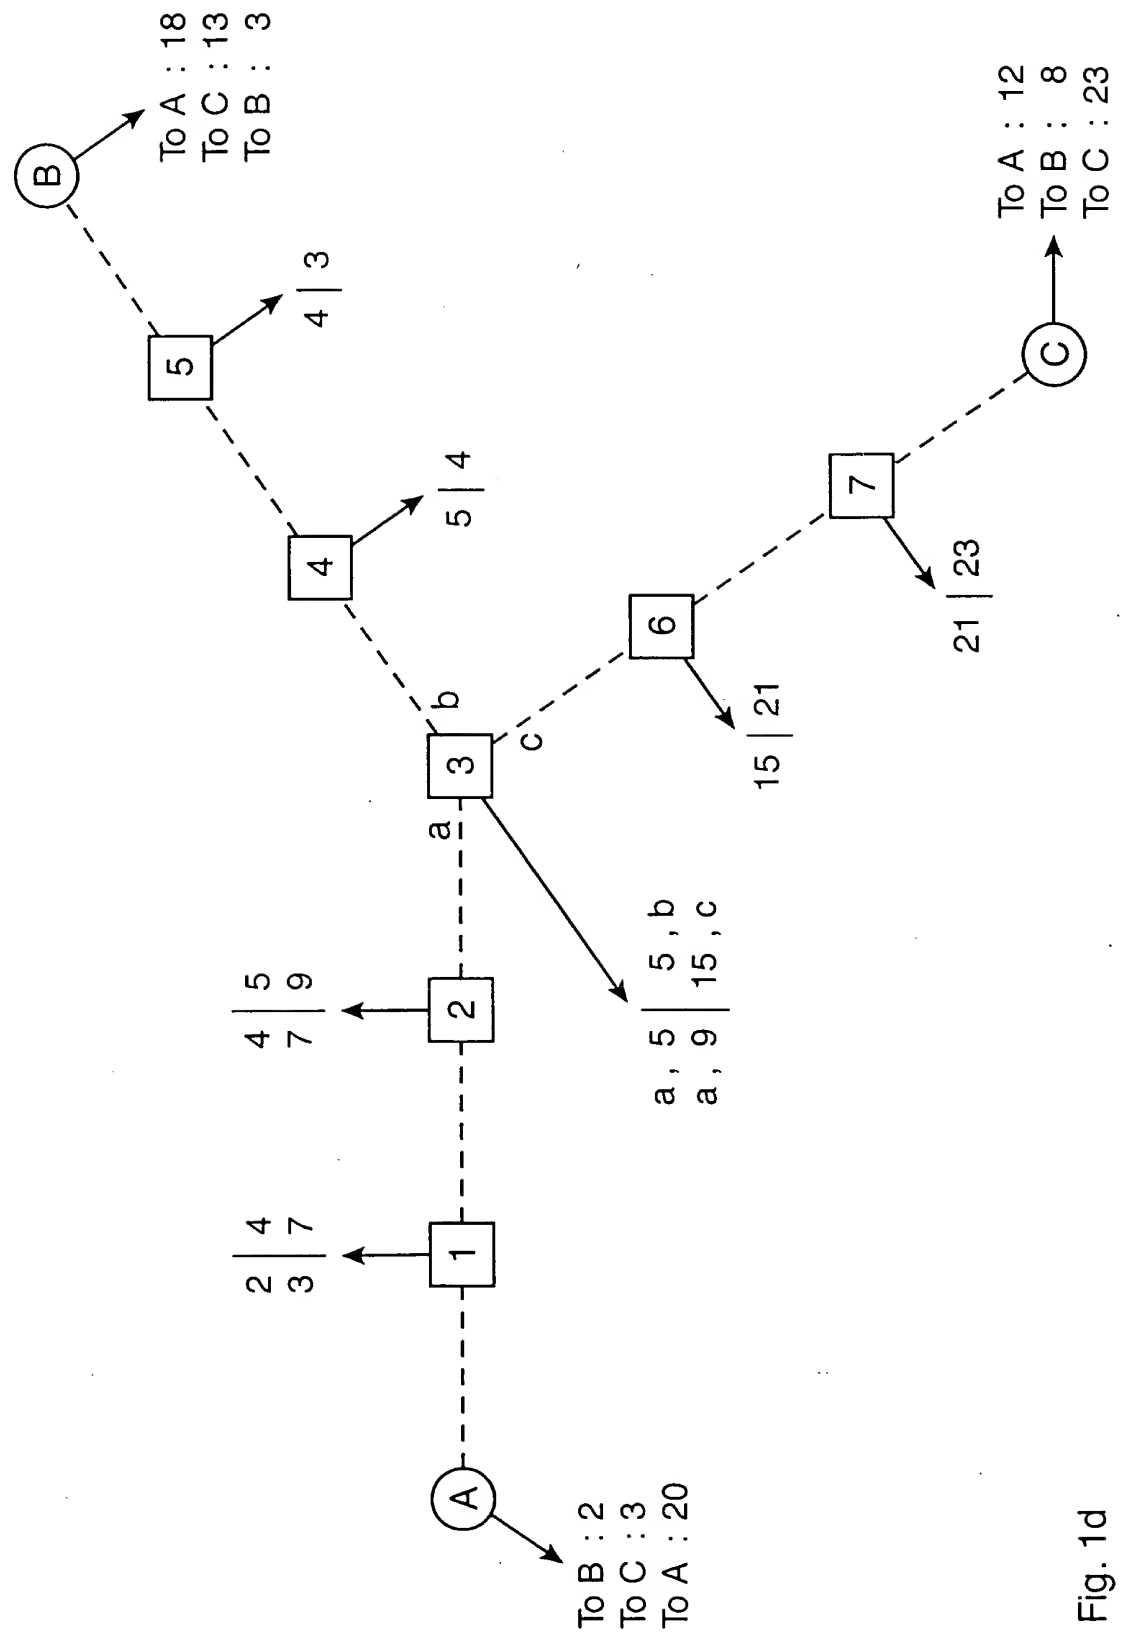 B
To A : 18
To C : 13
To B : 3
5
4 | 3
4
5 | 4
A
To B : 2
To C : 3
To A : 20
1
2 | 4
3 | 7
2
4 | 5
7 | 9
a
3
b
c
a, 5 | 5, b
a, 9 | 15, c
6
15 | 21
7
21 | 23
C
To A : 12
To B : 8
To C : 23
Fig. 1d